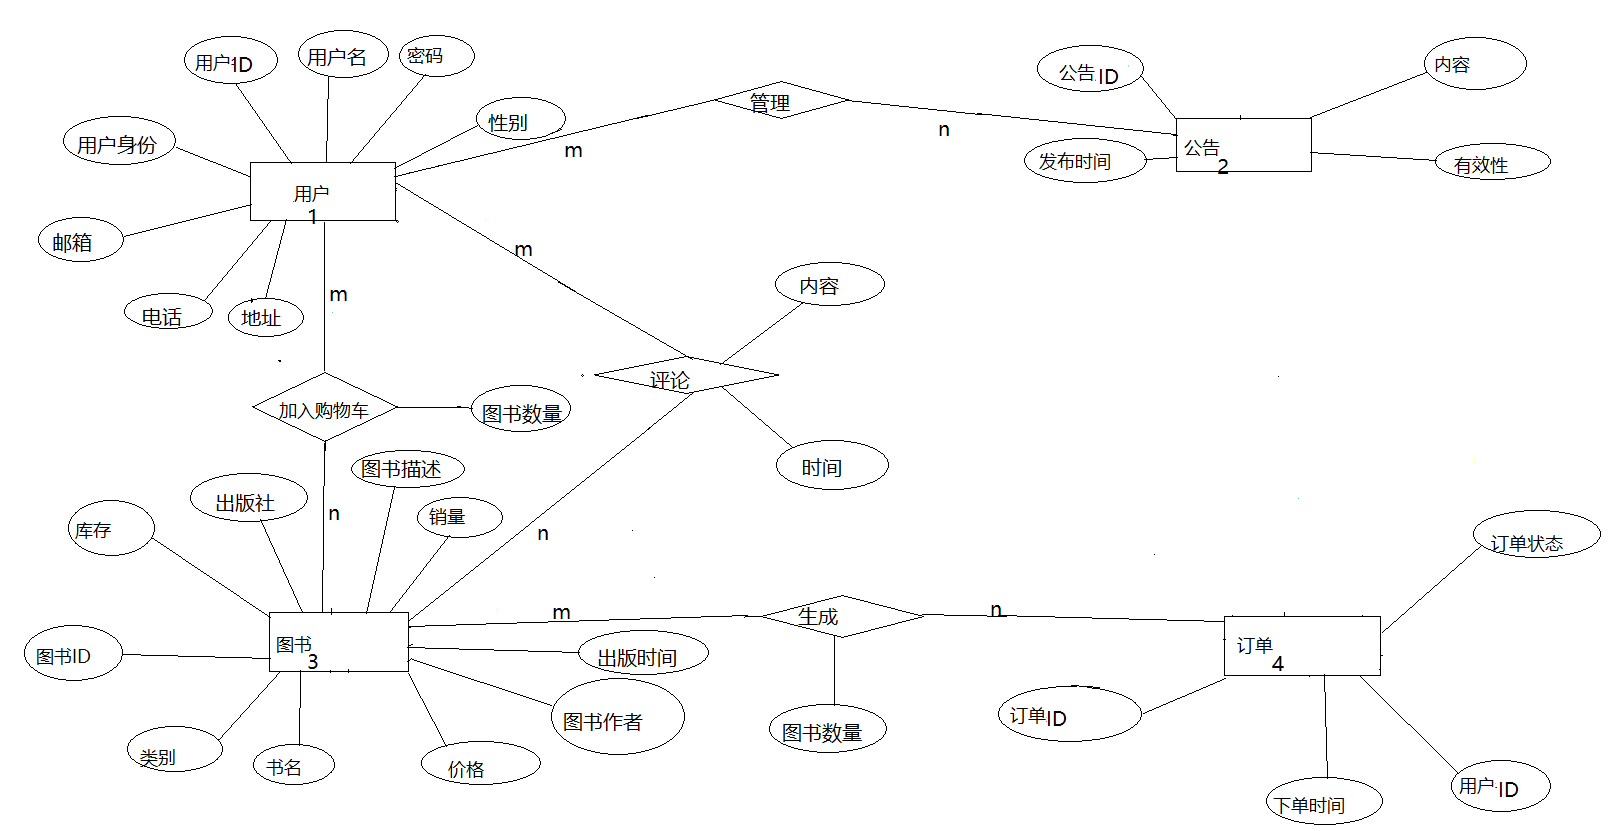 用户ID
用户名
密码
性别
用户身份
邮箱
电话
地址
用户
1
管理
m
n
公告ID
内容
发布时间
有效性
公告
2
m
m
内容
评论
时间
n
加入购物车
图书数量
n
图书描述
出版社
销量
库存
图书
3
图书ID
类别
书名
价格
出版时间
图书作者
m
生成
n
图书数量
订单状态
订单
4
订单ID
下单时间
用户ID